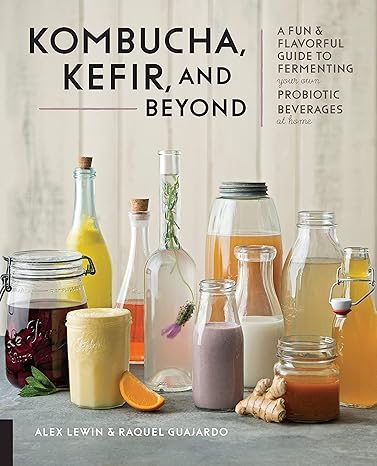 KOMBUCHA,
KEFIR, AND
BEYOND
A FUN &
FLAVORFUL
GUIDE TO
FERMENTING
your own
PROBIOTIC
BEVERAGES
at home
ALEX LEWIN & RAQUEL GUAJARDO